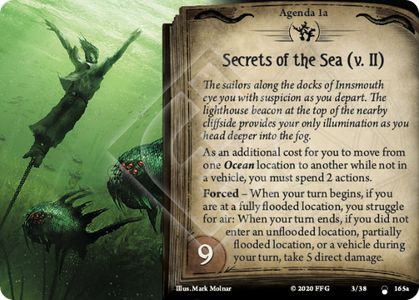 Agenda 1a
Secrets of the Sea (v. II)
The sailors along the docks of Innsmouth
eye you with suspicion as you depart. The
lighthouse beacon at the top of the nearby
cliffside provides your only illumination as you
head deeper into the fog.
As an additional cost for you to move from
one Ocean location to another while not in
a vehicle, you must spend 2 actions.
Forced – When your turn begins, if you
are at a fully flooded location, you struggle
for air: When your turn ends, if you did not
enter an unflooded location, partially
flooded location, or a vehicle during
your turn, take 5 direct damage.
9
Illus. Mark Molnar
© 2020 FFG
3/38
165a